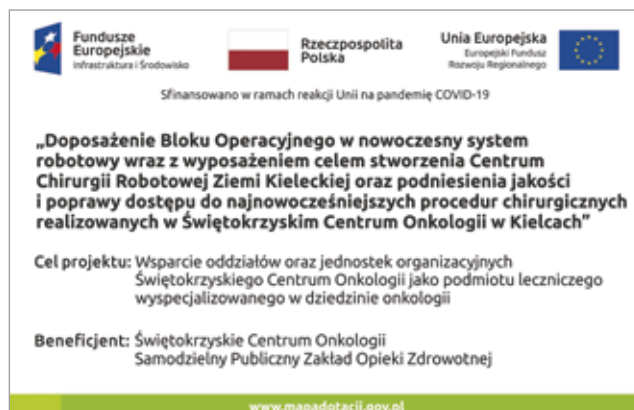 Fundusze
Europejskie
Infrastruktura i Środowisko
Rzeczpospolita
Polska
Unia Europejska
Europejski Fundusz
Rozwoju Regionalnego
Sfinansowano w ramach reakcji Unii na pandemię COVID-19
„Doposażenie Bloku Operacyjnego w nowoczesny system
robotowy wraz z wyposażeniem celem stworzenia Centrum
Chirurgii Robotowej Ziemi Kieleckiej oraz podniesienia jakości
i poprawy dostępu do najnowocześniejszych procedur chirurgicznych
realizowanych w Świętokrzyskim Centrum Onkologii w Kielcach”
Cel projektu: Wsparcie oddziałów oraz jednostek organizacyjnych
Świętokrzyskiego Centrum Onkologii jako podmiotu leczniczego
wyspecjalizowanego w dziedzinie onkologii
Beneficjent: Świętokrzyskie Centrum Onkologii
Samodzielny Publiczny Zakład Opieki Zdrowotnej
www.mapadotacji.gov.pl